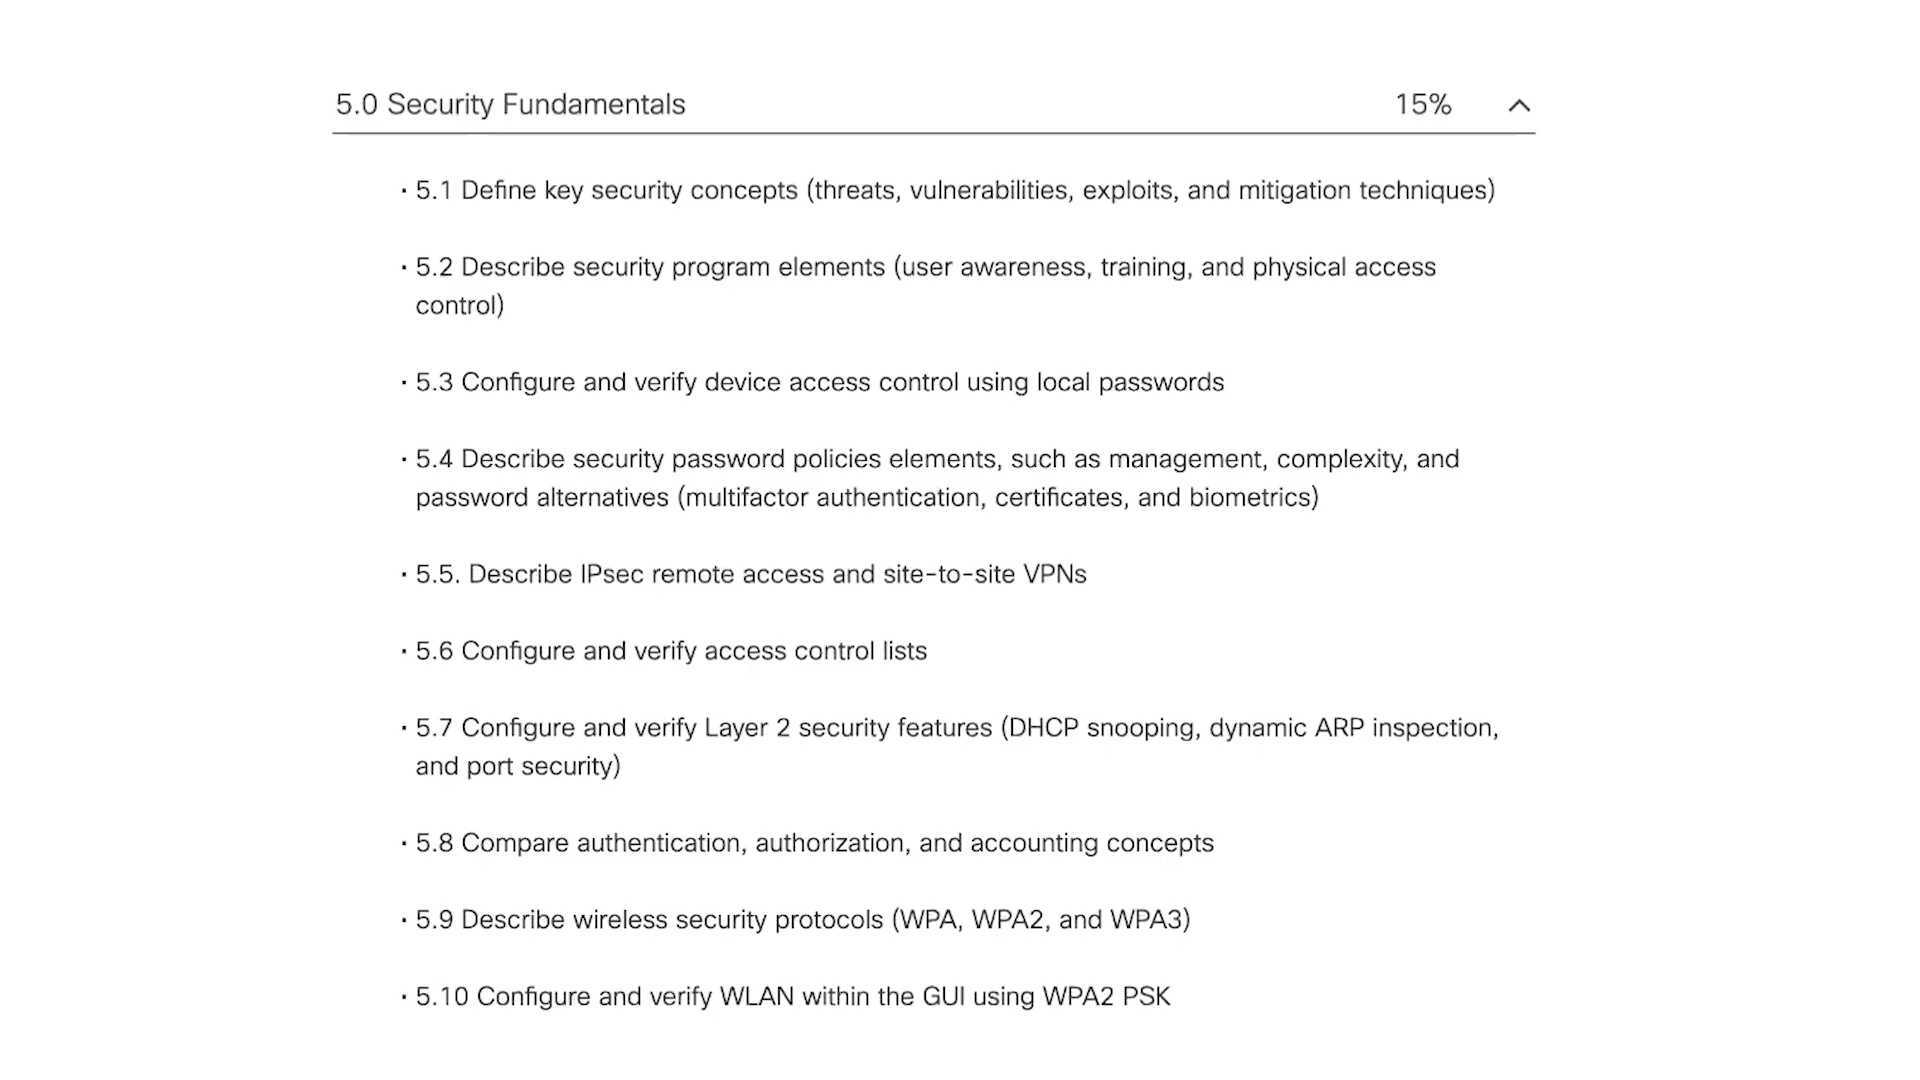 5.0 Security Fundamentals 15%
· 5.1 Define key security concepts (threats, vulnerabilities, exploits, and mitigation techniques)
· 5.2 Describe security program elements (user awareness, training, and physical access
control)
· 5.3 Configure and verify device access control using local passwords
· 5.4 Describe security password policies elements, such as management, complexity, and
password alternatives (multifactor authentication, certificates, and biometrics)
· 5.5. Describe IPsec remote access and site-to-site VPNs
· 5.6 Configure and verify access control lists
· 5.7 Configure and verify Layer 2 security features (DHCP snooping, dynamic ARP inspection,
and port security)
· 5.8 Compare authentication, authorization, and accounting concepts
· 5.9 Describe wireless security protocols (WPA, WPA2, and WPA3)
· 5.10 Configure and verify WLAN within the GUI using WPA2 PSK